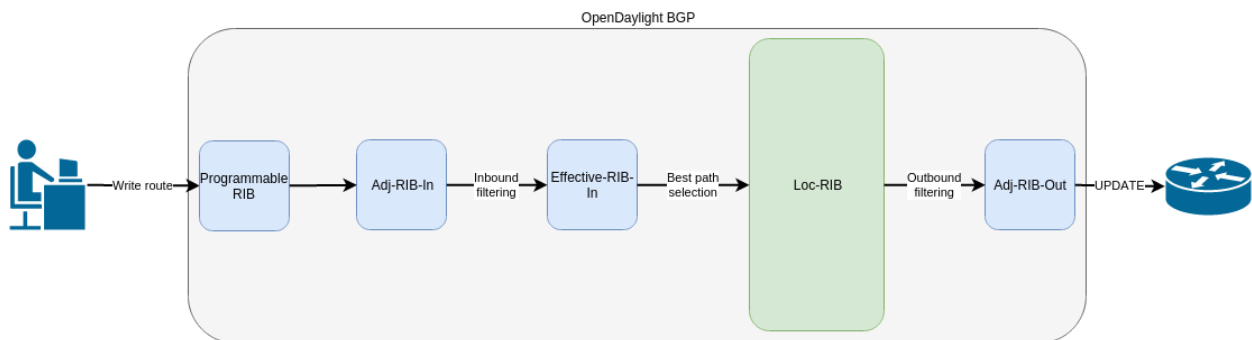 OpenDaylight BGP
Write route
Programmable
RIB
Adj-RIB-In
Inbound
filtering
Effective-RIB-
In
Best path
selection
Loc-RIB
Outbound
filtering
Adj-RIB-Out
UPDATE